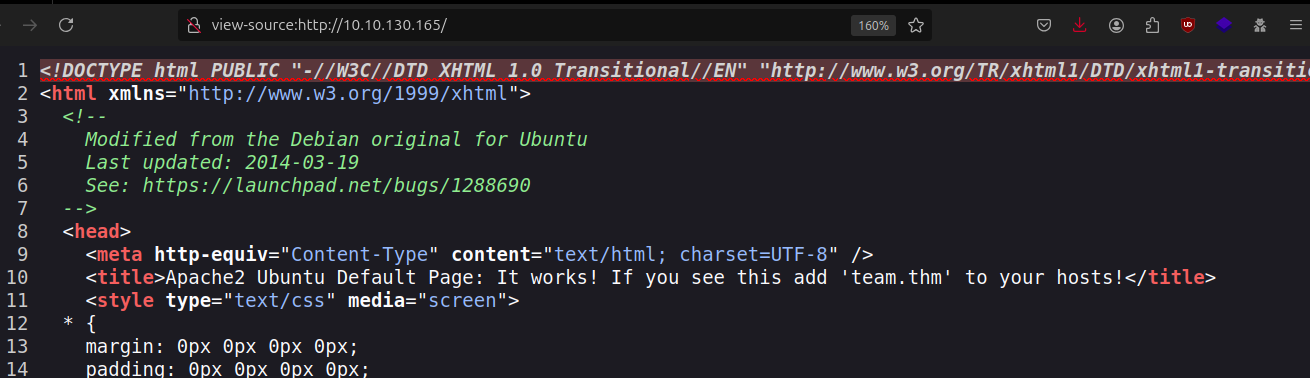 view-source:http://10.10.130.165/
160%
1 <!DOCTYPE html PUBLIC "-//W3C//DTD XHTML 1.0 Transitional//EN" "http://www.w3.org/TR/xhtml1/DTD/xhtml1-transiti
2 <html xmlns="http://www.w3.org/1999/xhtml">
3 <!--
4 Modified from the Debian original for Ubuntu
5 Last updated: 2014-03-19
6 See: https://launchpad.net/bugs/1288690
7 -->
8 <head>
9 <meta http-equiv="Content-Type" content="text/html; charset=UTF-8" />
10 <title>Apache2 Ubuntu Default Page: It works! If you see this add 'team.thm' to your hosts!</title>
11 <style type="text/css" media="screen">
12 * {
13 margin: 0px 0px 0px 0px;
14 padding: 0px 0px 0px 0px;